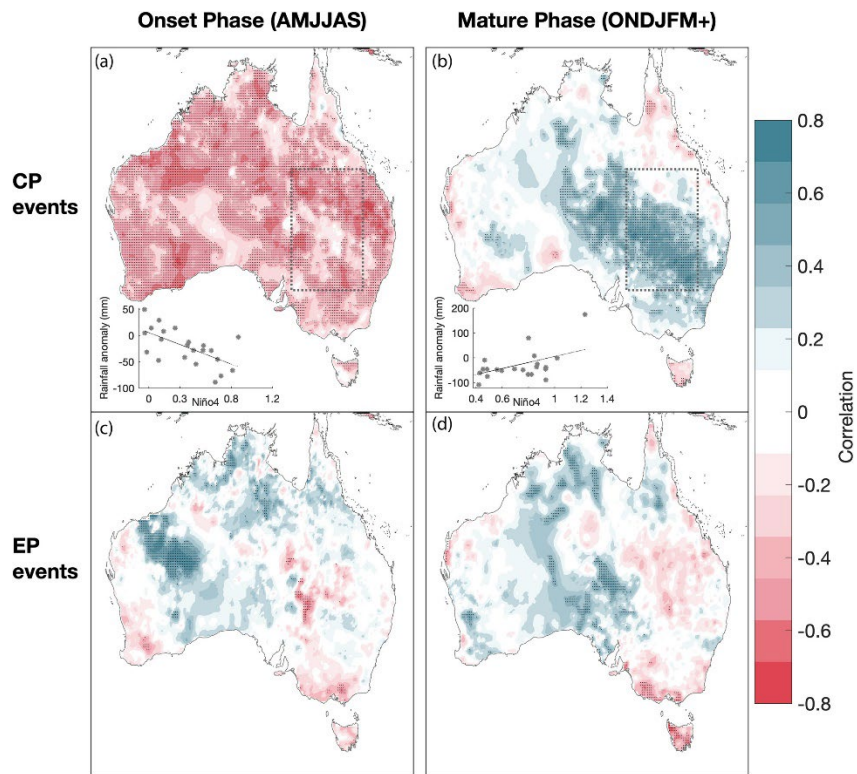 Onset Phase (AMJJAS)
Mature Phase (ONDJFM+)
(a)
(b)
CP
events
Rainfall anomaly (mm)
50
0
-50
-100
0
0.3
0.6
0.9
1.2
Niño4
Rainfall anomaly (mm)
200
100
0
-100
0.4
0.6
0.8
1
1.2
1.4
Niño4
(c)
(d)
EP
events
0.8
0.6
0.4
0.2
0
-0.2
-0.4
-0.6
-0.8
Correlation